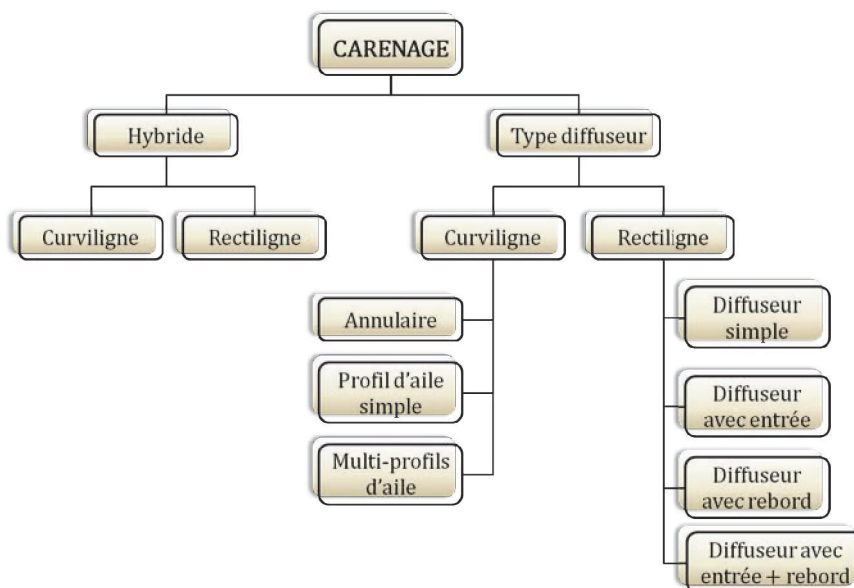 CARENAGE
Hybride
Type diffuseur
Curviligne
Rectiligne
Curviligne
Rectiligne
Annulaire
Profil d'aile
simple
Multi-profils
d'aile
Diffuseur
simple
Diffuseur
avec entrée
Diffuseur
avec rebord
Diffuseur avec
entrée + rebord